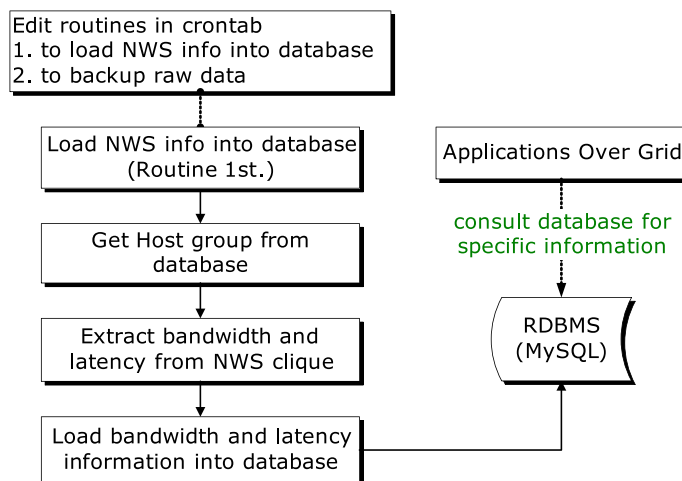 Edit routines in crontab
1. to load NWS info into database
2. to backup raw data
Load NWS info into database
(Routine 1st.)
Get Host group from
database
Extract bandwidth and
latency from NWS clique
Load bandwidth and latency
information into database
Applications Over Grid
consult database for
specific information
RDBMS
(MySQL)